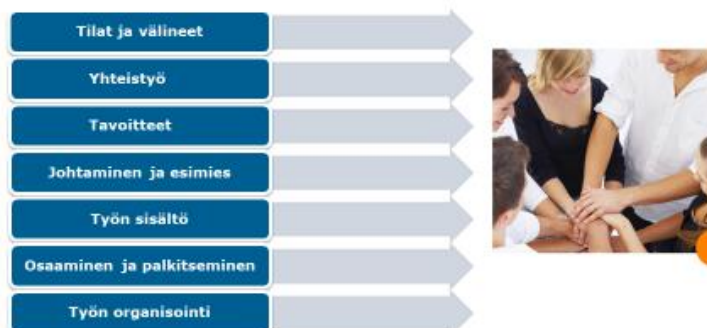 Tilat ja välineet
Yhteistyö
Tavoitteet
Johtaminen ja esimies
Työn sisältö
Osaaminen ja palkitseminen
Työn organisointi